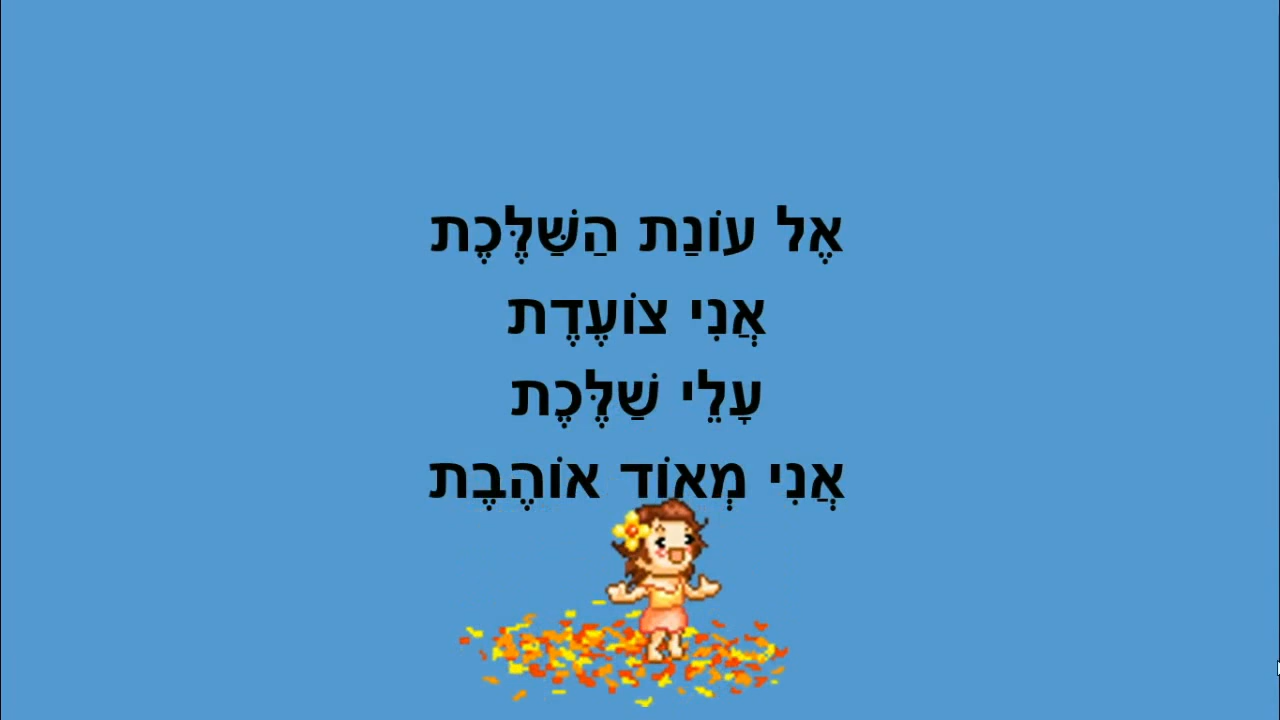 אֶל עוֹנַת הַשַּׁלֶּכֶת
אֲנִי צוֹעֶדֶת
עָלֵי שַׁלֶּכֶת
אֲנִי מְאוֹד אוֹהֶבֶת